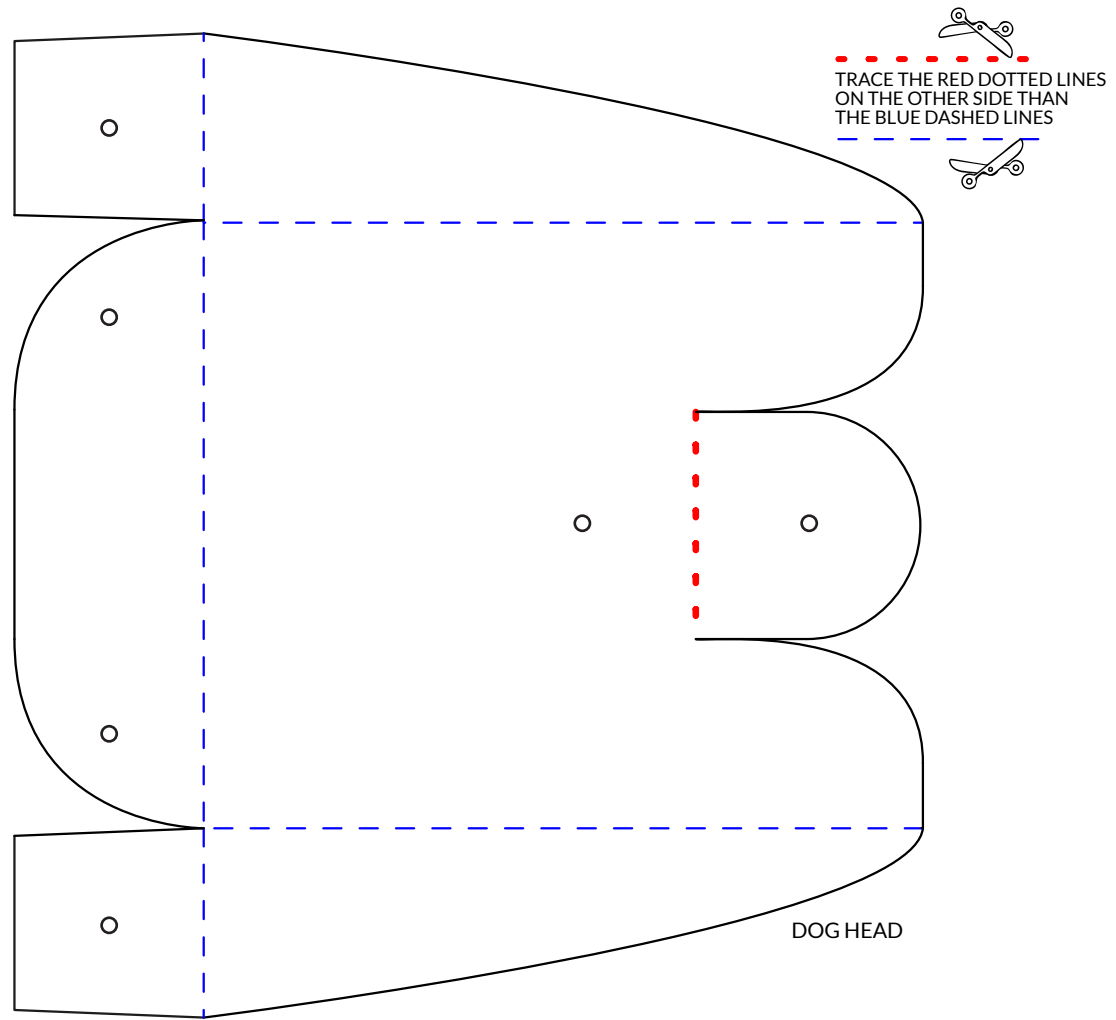 TRACE THE RED DOTTED LINES
ON THE OTHER SIDE THAN
THE BLUE DASHED LINES
DOG HEAD